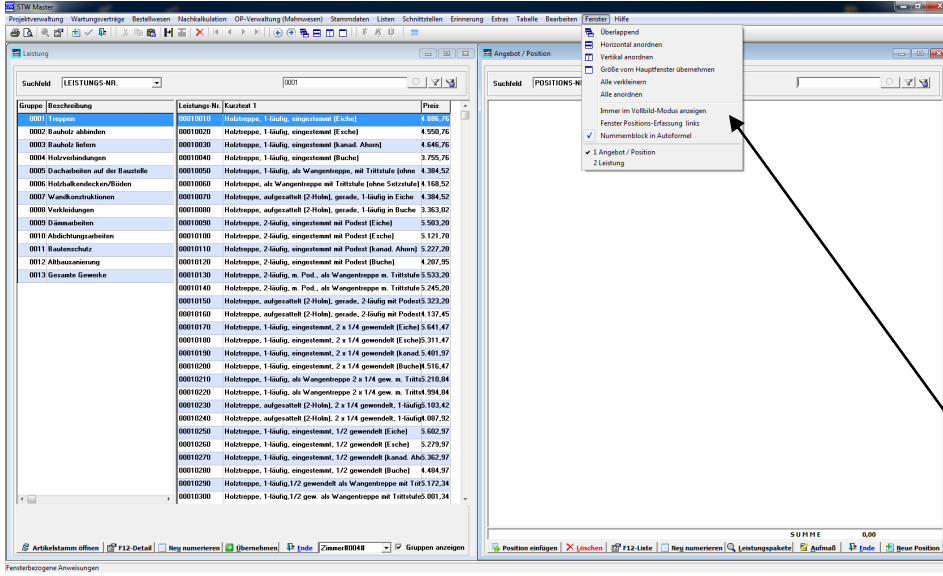 STW Master
Projektverwaltung Wartungsverträge Bestellwesen Nachkalkulation OP-Verwaltung (Mahnwesen) Stammdaten Listen Schnittstellen Erinnerung Extras Tabelle Bearbeiten Fenster Hilfe
Überlappend
Horizontal anordnen
Vertikal anordnen
Größe vom Hauptfenster übernehmen
Alle verkleinern
Alle anordnen
Immer im Vollbild-Modus anzeigen
Fenster Positions-Erfassung links
Nummernblock in Autoformel
1 Angebot / Position
2 Leistung
Leistung
Suchfeld LEISTUNGS-NR. 0001
Gruppe Beschreibung
0001 Treppen
0002 Bauholz abbinden
0003 Bauholz liefern
0004 Holzverbindungen
0005 Dacharbeiten auf der Baustelle
0006 Holzbalkendecken/Böden
0007 Wandkonstruktionen
0008 Verkleidungen
0009 Dämmarbeiten
0010 Abdichtungsarbeiten
0011 Bautenschutz
0012 Altbausanierung
0013 Gesamte Gewerke
Leistungs-Nr. Kurztext 1 Preis
00010010 Holztreppe, 1-läufig, eingestemmt (Eiche) 4.886,76
00010020 Holztreppe, 1-läufig, eingestemmt (Esche) 4.550,76
00010030 Holztreppe, 1-läufig, eingestemmt (kanad. Ahorn) 4.646,76
00010040 Holztreppe, 1-läufig, eingestemmt (Buche) 3.755,76
00010050 Holztreppe, 1-läufig, als Wangentreppe, mit Trittstufe (ohne 4.384,52
00010060 Holztreppe, als Wangentreppe mit Trittstufe (ohne Setzstufe) 4.168,52
00010070 Holztreppe, aufgesattelt (2-Holm), gerade, 1-läufig in Eiche 4.384,52
00010080 Holztreppe, aufgesattelt (2-Holm), gerade, 1-läufig in Buche 3.363,02
00010090 Holztreppe, 2-läufig, eingestemmt mit Podest (Eiche) 5.503,20
00010100 Holztreppe, 2-läufig, eingestemmt mit Podest (Esche) 5.121,70
00010110 Holztreppe, 2-läufig, eingestemmt mit Podest (kanad. Ahorn) 5.227,20
00010120 Holztreppe, 2-läufig, eingestemmt mit Podest (Buche) 4.207,95
00010130 Holztreppe, 2-läufig, m. Pod., als Wangentreppe m. Trittstufe 5.533,20
00010140 Holztreppe, 2-läufig, m. Pod., als Wangentreppe m. Trittstufe 5.245,20
00010150 Holztreppe, aufgesattelt (2-Holm), gerade, 2-läufig mit Podest 5.323,20
00010160 Holztreppe, aufgesattelt (2-Holm), gerade, 2-läufig mit Podest 4.137,45
00010170 Holztreppe, 1-läufig, eingestemmt, 2 x 1/4 gewendelt (Eiche) 5.641,47
00010180 Holztreppe, 1-läufig, eingestemmt, 2 x 1/4 gewendelt (Esche) 5.311,47
00010190 Holztreppe, 1-läufig, eingestemmt, 2 x 1/4 gewendelt (kanad. 5.401,97
00010200 Holztreppe, 1-läufig, eingestemmt, 2 x 1/4 gewendelt (Buche) 4.516,47
00010210 Holztreppe, 1-läufig, als Wangentreppe 2 x 1/4 gew. m. Tritts 5.210,84
00010220 Holztreppe, 1-läufig, als Wangentreppe 2 x 1/4 gew. m. Tritts 4.994,84
00010230 Holztreppe, aufgesattelt (2-Holm), 2 x 1/4 gewendelt, 1-läufig 5.103,42
00010240 Holztreppe, aufgesattelt (2-Holm), 2 x 1/4 gewendelt, 1-läufig 4.087,92
00010250 Holztreppe, 1-läufig, eingestemmt, 1/2 gewendelt (Eiche) 5.602,97
00010260 Holztreppe, 1-läufig, eingestemmt, 1/2 gewendelt (Esche) 5.279,97
00010270 Holztreppe, 1-läufig, eingestemmt, 1/2 gewendelt (kanad. Aho 5.362,97
00010280 Holztreppe, 1-läufig, eingestemmt, 1/2 gewendelt (Buche) 4.484,97
00010290 Holztreppe, 1-läufig,1/2 gewendelt als Wangentreppe mit Trit 5.172,34
00010300 Holztreppe, 1-läufig,1/2 gew. als Wangentreppe mit Trittstufe 5.001,34
Artikelstamm öffnen F12-Detail Neu numerieren Übernehmen Ende Zimmer#004# Gruppen anzeigen
Angebot / Position
Suchfeld POSITIONS-N
SUMME 0,00
Position einfügen Löschen F12-Liste Neu numerieren Leistungspakete Aufmaß Ende Neue Position
Fensterbezogene Anweisungen